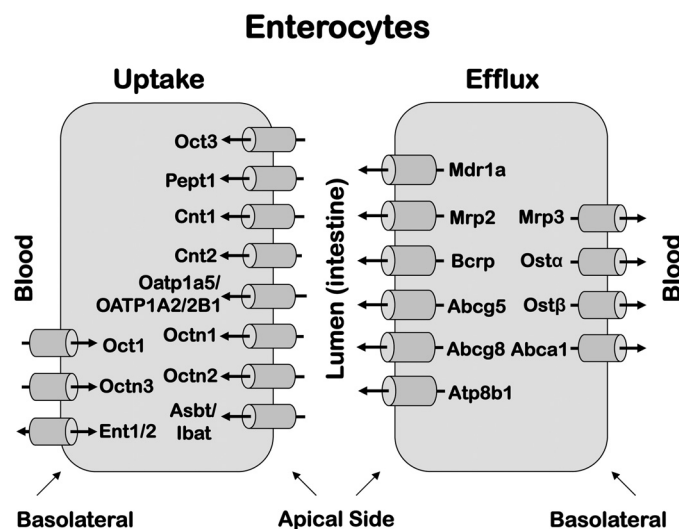 Enterocytes
Uptake
Efflux
Oct3
Pept1
Cnt1
Cnt2
Oatp1a5/
OATP1A2/2B1
Octn1
Octn2
Asbt/
Ibat
Blood
Oct1
Octn3
Ent1/2
Lumen (intestine)
Mdr1a
Mrp2
Bcrp
Abcg5
Abcg8
Atp8b1
Mrp3
Ostα
Ostβ
Abca1
Blood
Basolateral
Apical Side
Basolateral